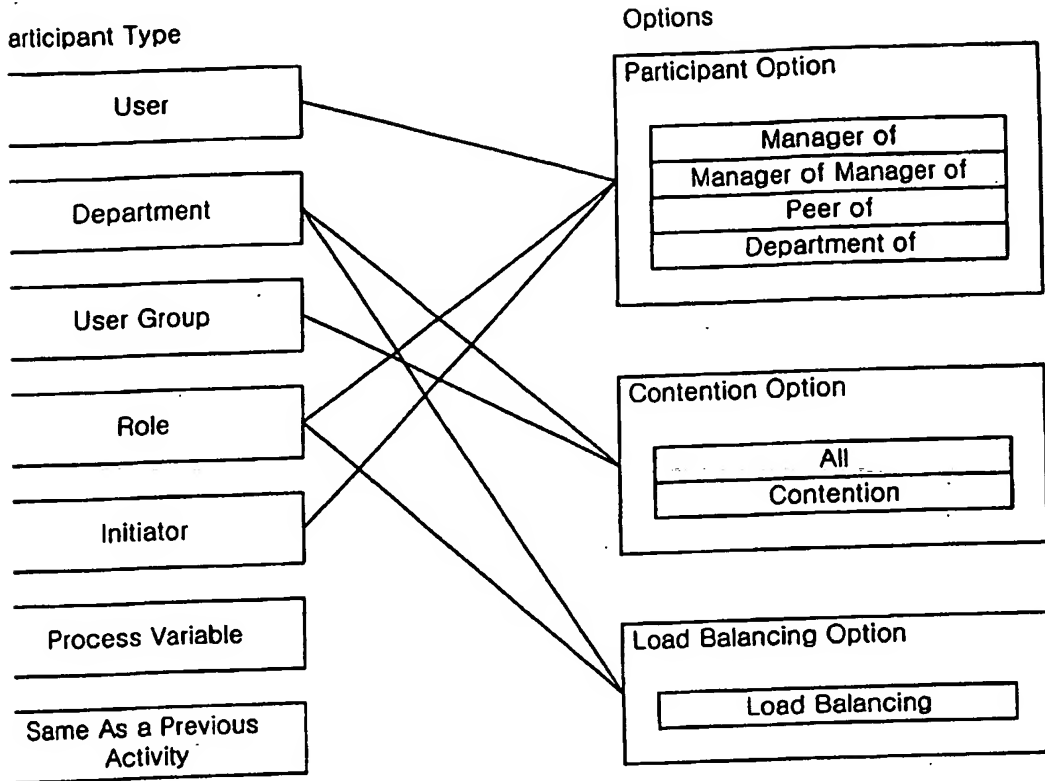 articipant Type
User
Department
User Group
Role
Initiator
Process Variable
Same As a Previous
Activity
Options
Participant Option
Manager of
Manager of Manager of
Peer of
Department of
Contention Option
All
Contention
Load Balancing Option
Load Balancing